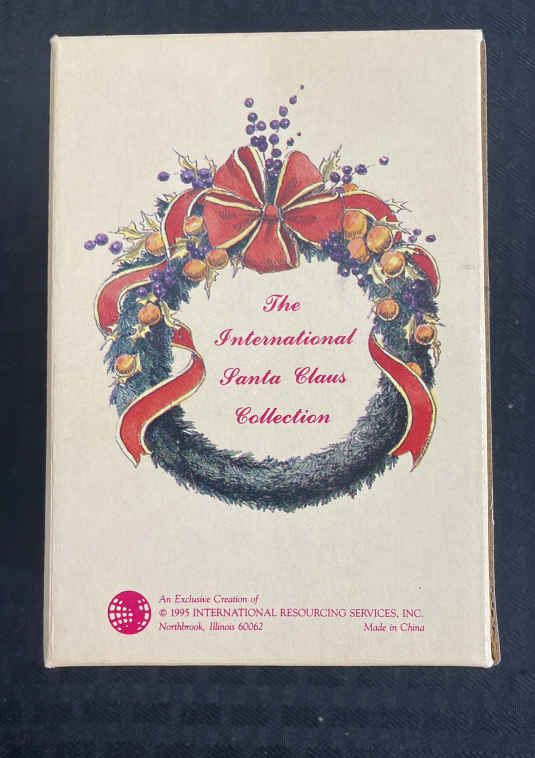 The
International
Santa Claus
Collection
An Exclusive Creation of
© 1995 INTERNATIONAL RESOURCING SERVICES, INC.
Northbrook, Illinois 60062 Made in China